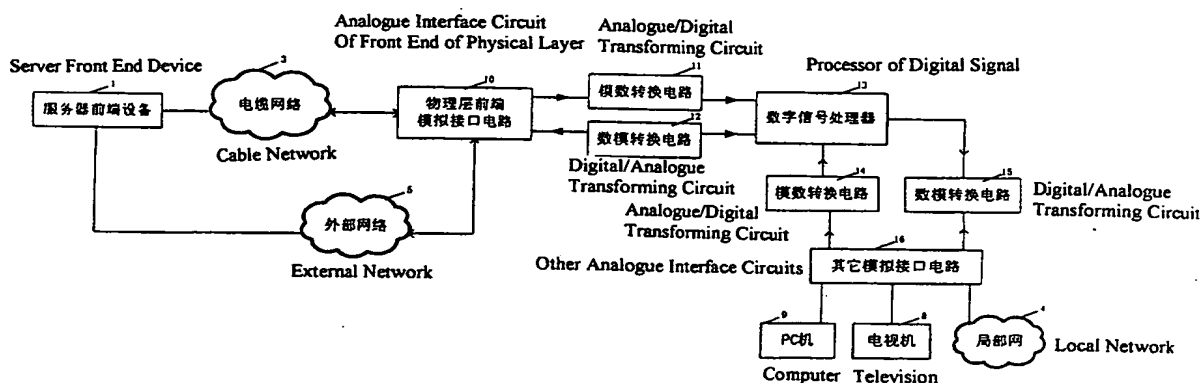 Analogue Interface Circuit
Of Front End of Physical Layer
Analogue/Digital
Transforming Circuit
Server Front End Device
Processor of Digital Signal
1
服务器前端设备
3
电缆网络
Cable Network
10
物理层前端
模拟接口电路
11
模数转换电路
12
数模转换电路
Digital/Analogue
Transforming Circuit
13
数字信号处理器
14
模数转换电路
Analogue/Digital
Transforming Circuit
15
数模转换电路
Digital/Analogue
Transforming Circuit
5
外部网络
External Network
Other Analogue Interface Circuits
16
其它模拟接口电路
9
PC机
Computer
8
电视机
Television
4
局部网
Local Network